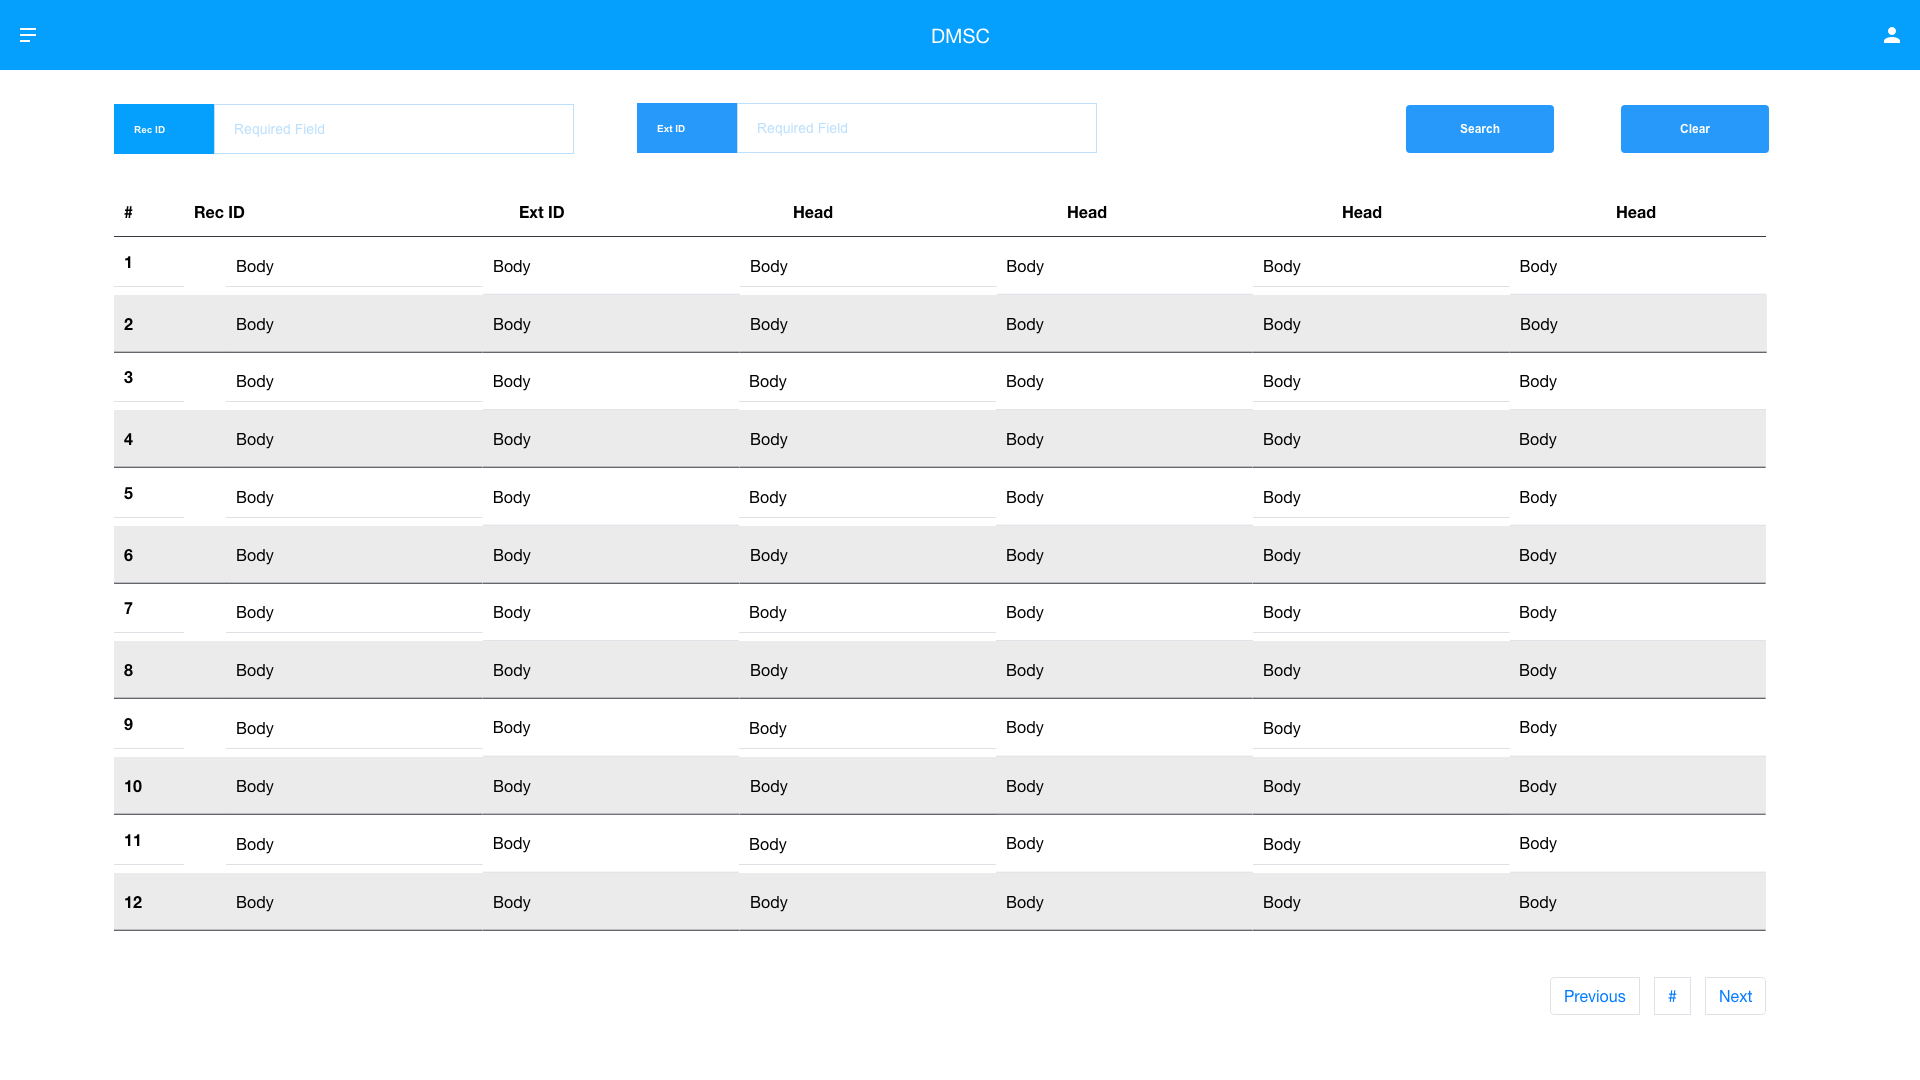 DMSC
Rec ID Required Field Ext ID Required Field Search Clear
# Rec ID Ext ID Head Head Head Head
1 Body Body Body Body Body Body
2 Body Body Body Body Body Body
3 Body Body Body Body Body Body
4 Body Body Body Body Body Body
5 Body Body Body Body Body Body
6 Body Body Body Body Body Body
7 Body Body Body Body Body Body
8 Body Body Body Body Body Body
9 Body Body Body Body Body Body
10 Body Body Body Body Body Body
11 Body Body Body Body Body Body
12 Body Body Body Body Body Body
Previous # Next